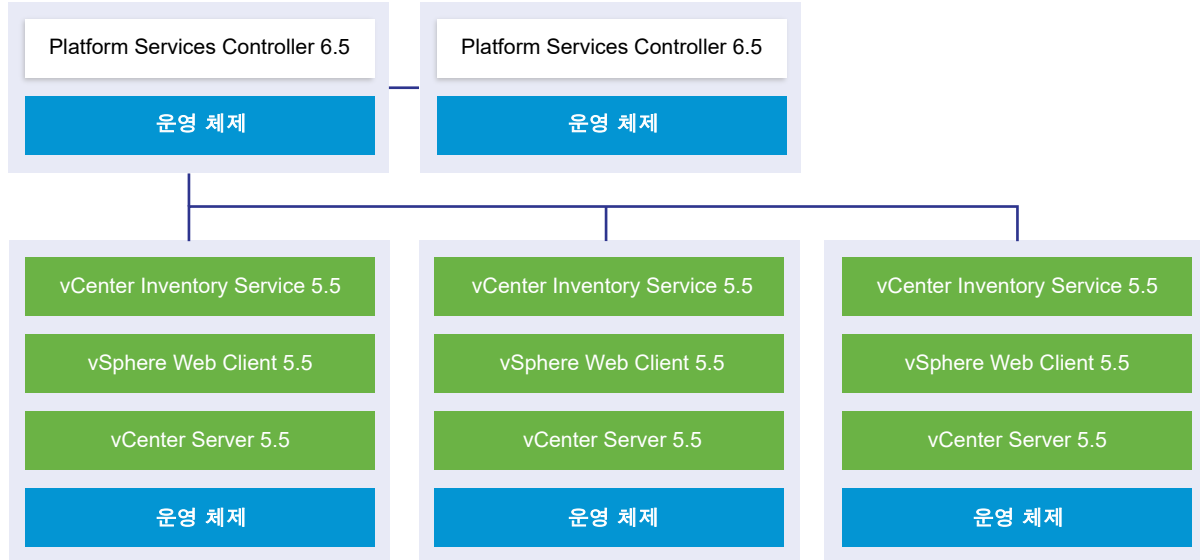 Platform Services Controller 6.5
Platform Services Controller 6.5
운영 체제
운영 체제
vCenter Inventory Service 5.5
vCenter Inventory Service 5.5
vCenter Inventory Service 5.5
vSphere Web Client 5.5
vSphere Web Client 5.5
vSphere Web Client 5.5
vCenter Server 5.5
vCenter Server 5.5
vCenter Server 5.5
운영 체제
운영 체제
운영 체제